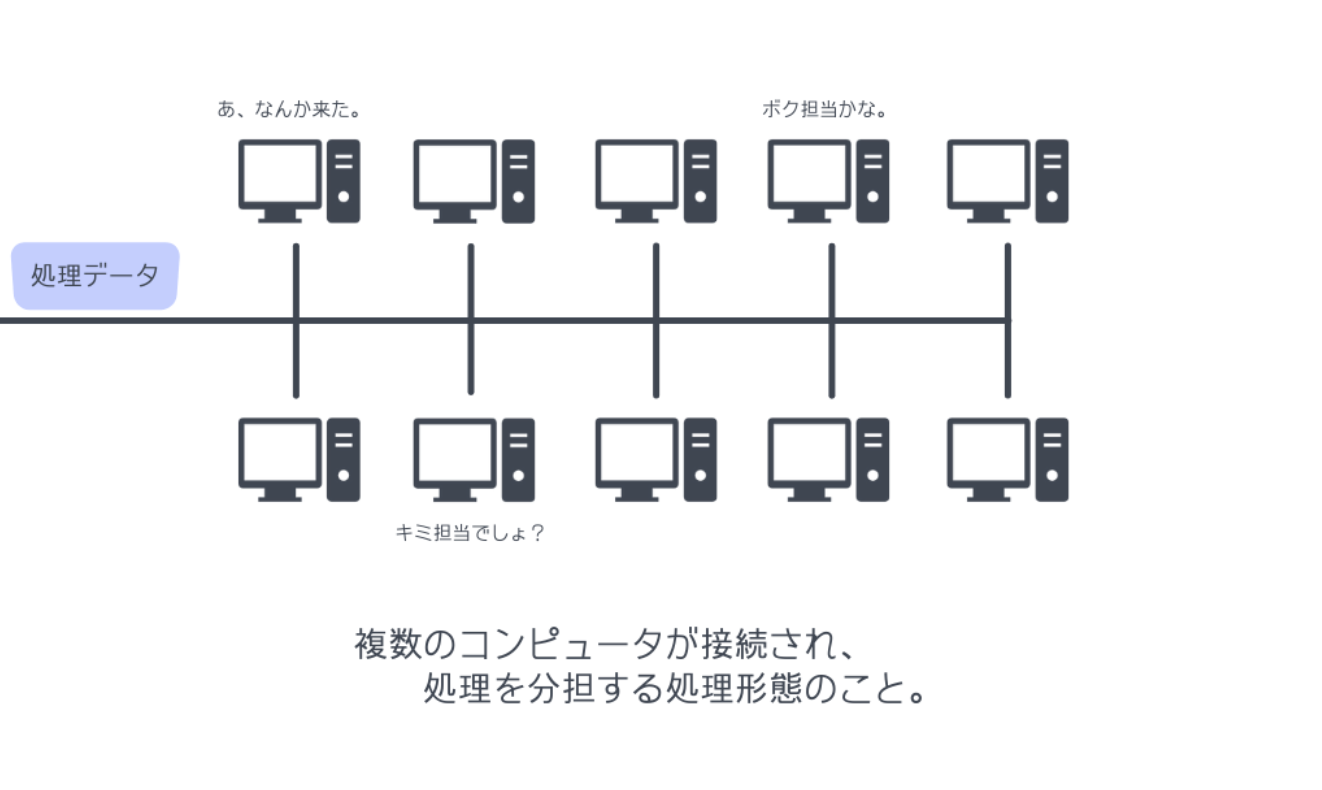 あ、なんか来た。
ボク担当かな。
処理データ
キミ担当でしょ？
複数のコンピュータが接続され、
処理を分担する処理形態のこと。